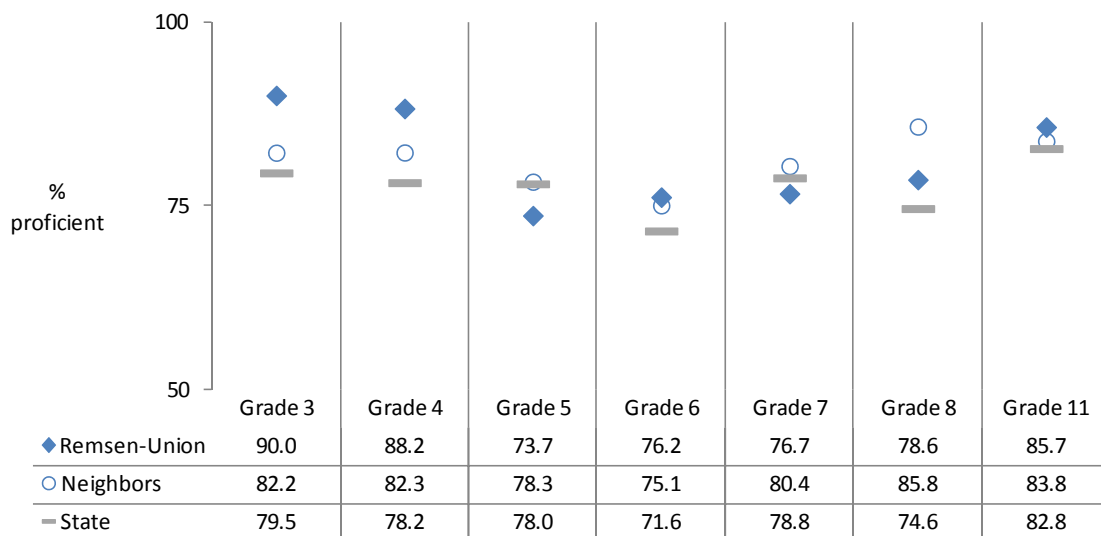 100
%
proficient
75
50
Grade 3 Grade 4 Grade 5 Grade 6 Grade 7 Grade 8 Grade 11
Remsen-Union 90.0 88.2 73.7 76.2 76.7 78.6 85.7
Neighbors 82.2 82.3 78.3 75.1 80.4 85.8 83.8
State 79.5 78.2 78.0 71.6 78.8 74.6 82.8